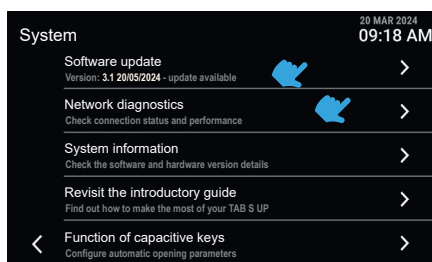 20 MAR 2024
System
09:18 AM
Software update
Version: 3.1 20/05/2024 - update available
Network diagnostics
Check connection status and performance
System information
Check the software and hardware version details
Revisit the introductory guide
Find out how to make the most of your TAB S UP
Function of capacitive keys
Configure automatic opening parameters